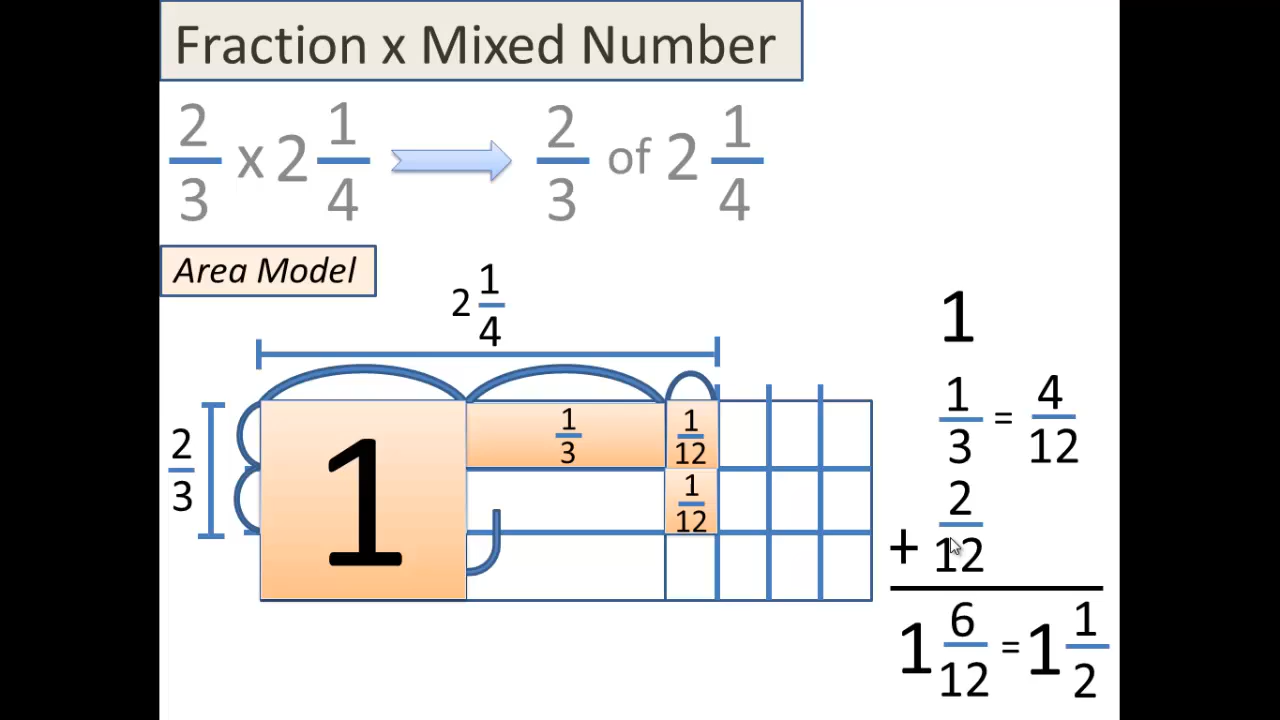 Fraction x Mixed Number
2/3 x 2 1/4 2/3 of 2 1/4
Area Model
2 1/4
2/3
1
1/3
1/12
1/12
1
1/3 = 4/12
+ 2/12
1 6/12 = 1 1/2